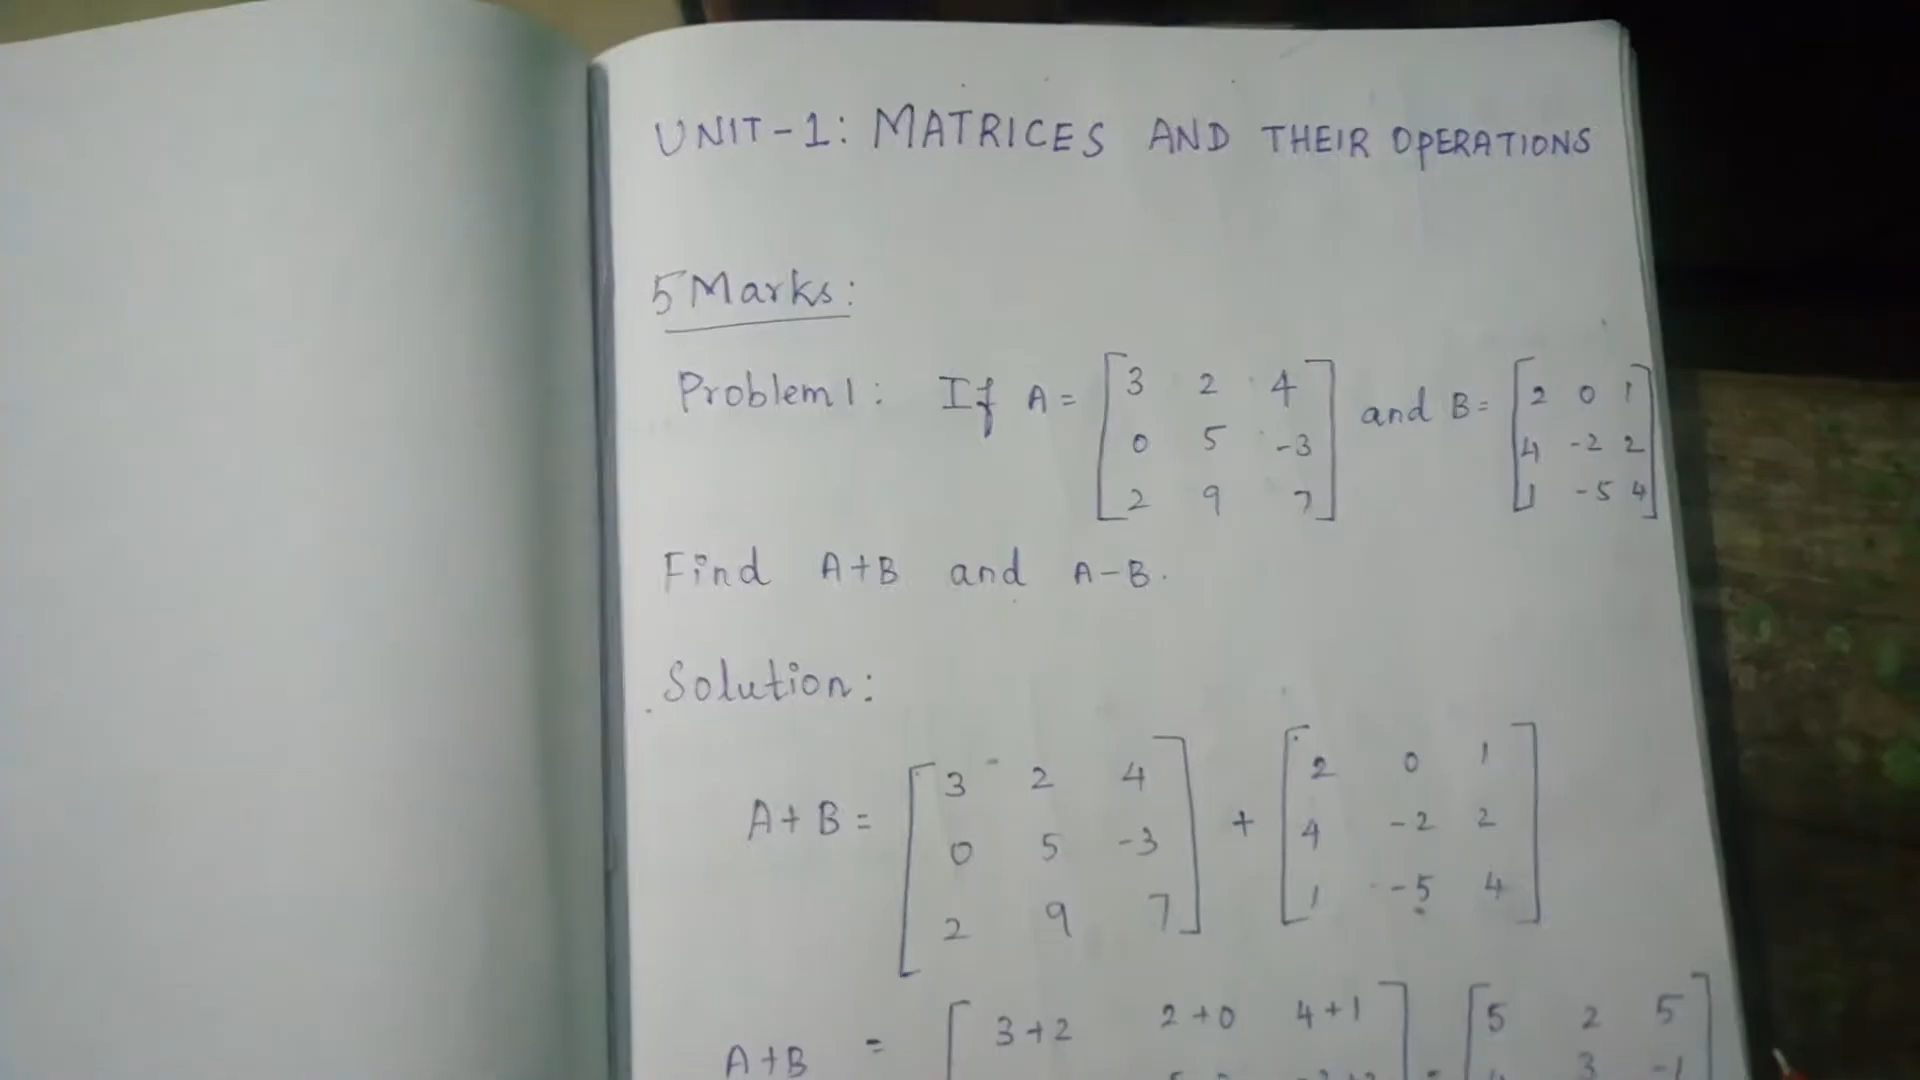 UNIT-1: MATRICES AND THEIR OPERATIONS
5 Marks:
Problem 1: If A = [3 2 4 and B = [2 0 1
0 5 -3 4 -2 2
2 9 7] 1 -5 4]
Find A+B and A-B.
Solution:
A+B = [3 2 4 + [2 0 1
0 5 -3 4 -2 2
2 9 7] 1 -5 4]
A+B = [3+2 2+0 4+1] = [5 2 5]
3 -1